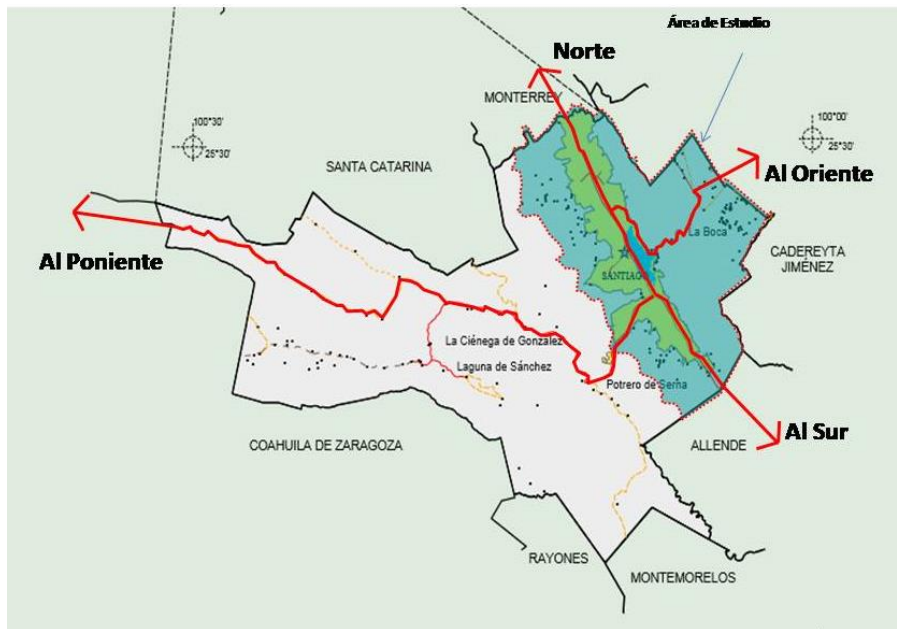 Área de Estudio
Norte
MONTERREY
100°30'
25°30'
100°00'
25°30'
SANTA CATARINA
Al Oriente
La Boca
CADEREYTA
JIMÉNEZ
Al Poniente
SANTIAGO
La Ciénega de González
Laguna de Sánchez
Potrero de Serna
Al Sur
COAHUILA DE ZARAGOZA
ALLENDE
RAYONES
MONTEMORELOS